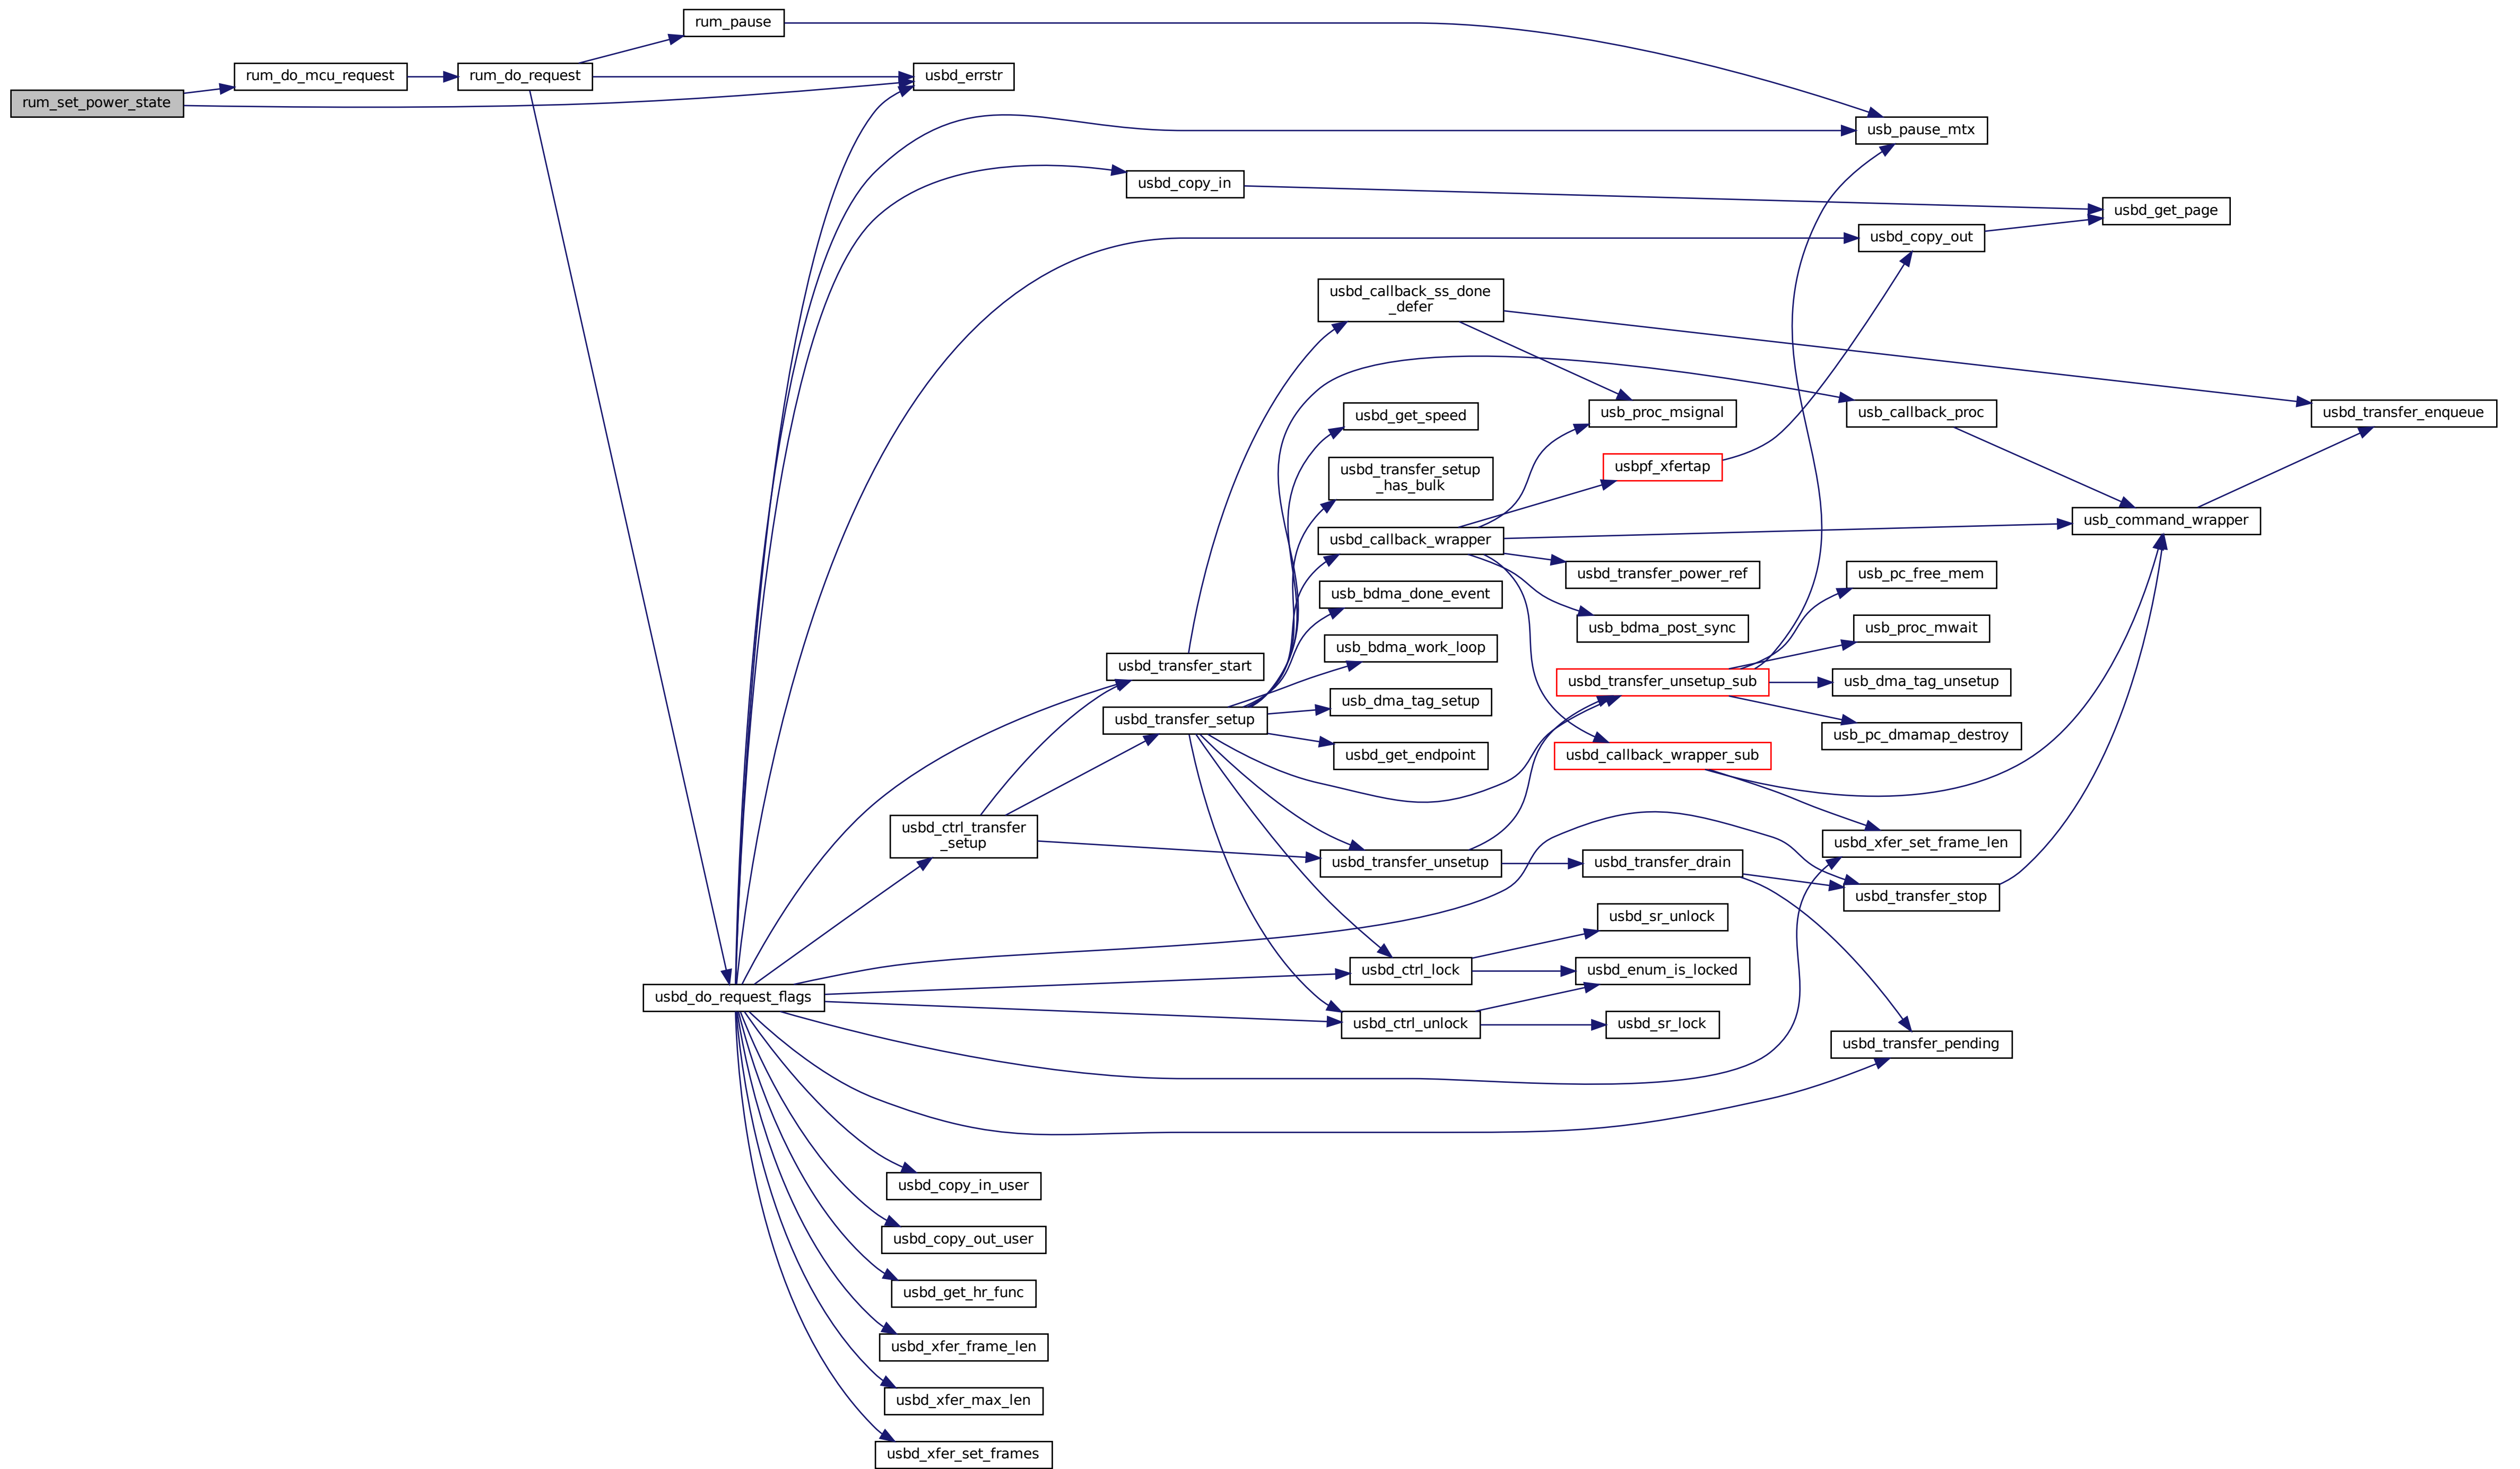 rum_pause
rum_do_mcu_request
rum_do_request
usbd_errstr
rum_set_power_state
usb_pause_mtx
usbd_copy_in
usbd_get_page
usbd_copy_out
usbd_callback_ss_done
_defer
usbd_get_speed
usb_proc_msignal
usb_callback_proc
usbd_transfer_enqueue
usbd_transfer_setup
_has_bulk
usbpf_xfertap
usb_command_wrapper
usbd_callback_wrapper
usbd_transfer_power_ref
usb_pc_free_mem
usb_bdma_done_event
usb_bdma_post_sync
usb_proc_mwait
usb_bdma_work_loop
usbd_transfer_start
usbd_transfer_unsetup_sub
usb_dma_tag_unsetup
usb_dma_tag_setup
usbd_transfer_setup
usb_pc_dmamap_destroy
usbd_get_endpoint
usbd_callback_wrapper_sub
usbd_ctrl_transfer
_setup
usbd_xfer_set_frame_len
usbd_transfer_unsetup
usbd_transfer_drain
usbd_transfer_stop
usbd_sr_unlock
usbd_ctrl_lock
usbd_enum_is_locked
usbd_do_request_flags
usbd_ctrl_unlock
usbd_sr_lock
usbd_transfer_pending
usbd_copy_in_user
usbd_copy_out_user
usbd_get_hr_func
usbd_xfer_frame_len
usbd_xfer_max_len
usbd_xfer_set_frames